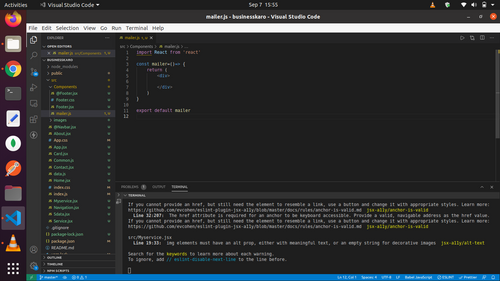 Activities
Visual Studio Code
Sep 7 15:55
mailer.js - businesskaro - Visual Studio Code
File Edit Selection View Go Run Terminal Help
EXPLORER
OPEN EDITORS
mailer.js
BUSINESSKARO
node_modules
public
src
Components
@Footer.jsx
Footer.css
Footer.jsx
mailer.js
images
@Navbar.jsx
About.jsx
App.css
App.jsx
Card.jsx
Common.js
Contact.jsx
data.js
Home.jsx
index.css
index.js
Myservice.jsx
Navigation.jsx
Sdata.js
Service.js
.gitignore
package-lock.json
package.json
README.md
OUTLINE
TIMELINE
NPM SCRIPTS
mailer.js
src > Components > mailer.js > ...
1 import React from 'react'
2
3 const mailer=()=> {
4 return (
5 <div>
6
7 </div>
8 )
9 }
10
11 export default mailer
12
PROBLEMS OUTPUT TERMINAL
TERMINAL
If you cannot provide an href, but still need the element to resemble a link, use a button and change it with appropriate styles. Learn more:
https://github.com/evcohen/eslint-plugin-jsx-a11y/blob/master/docs/rules/anchor-is-valid.md jsx-a11y/anchor-is-valid
Line 32:207: The href attribute is required for an anchor to be keyboard accessible. Provide a valid, navigable address as the href value.
If you cannot provide an href, but still need the element to resemble a link, use a button and change it with appropriate styles. Learn more:
https://github.com/evcohen/eslint-plugin-jsx-a11y/blob/master/docs/rules/anchor-is-valid.md jsx-a11y/anchor-is-valid
src/Myservice.jsx
Line 19:33: img elements must have an alt prop, either with meaningful text, or an empty string for decorative images jsx-a11y/alt-text
Search for the keywords to learn more about each warning.
To ignore, add // eslint-disable-next-line to the line before.
master*
Ln 12, Col 1 Spaces: 4 UTF-8 LF Babel JavaScript ESLint Prettier